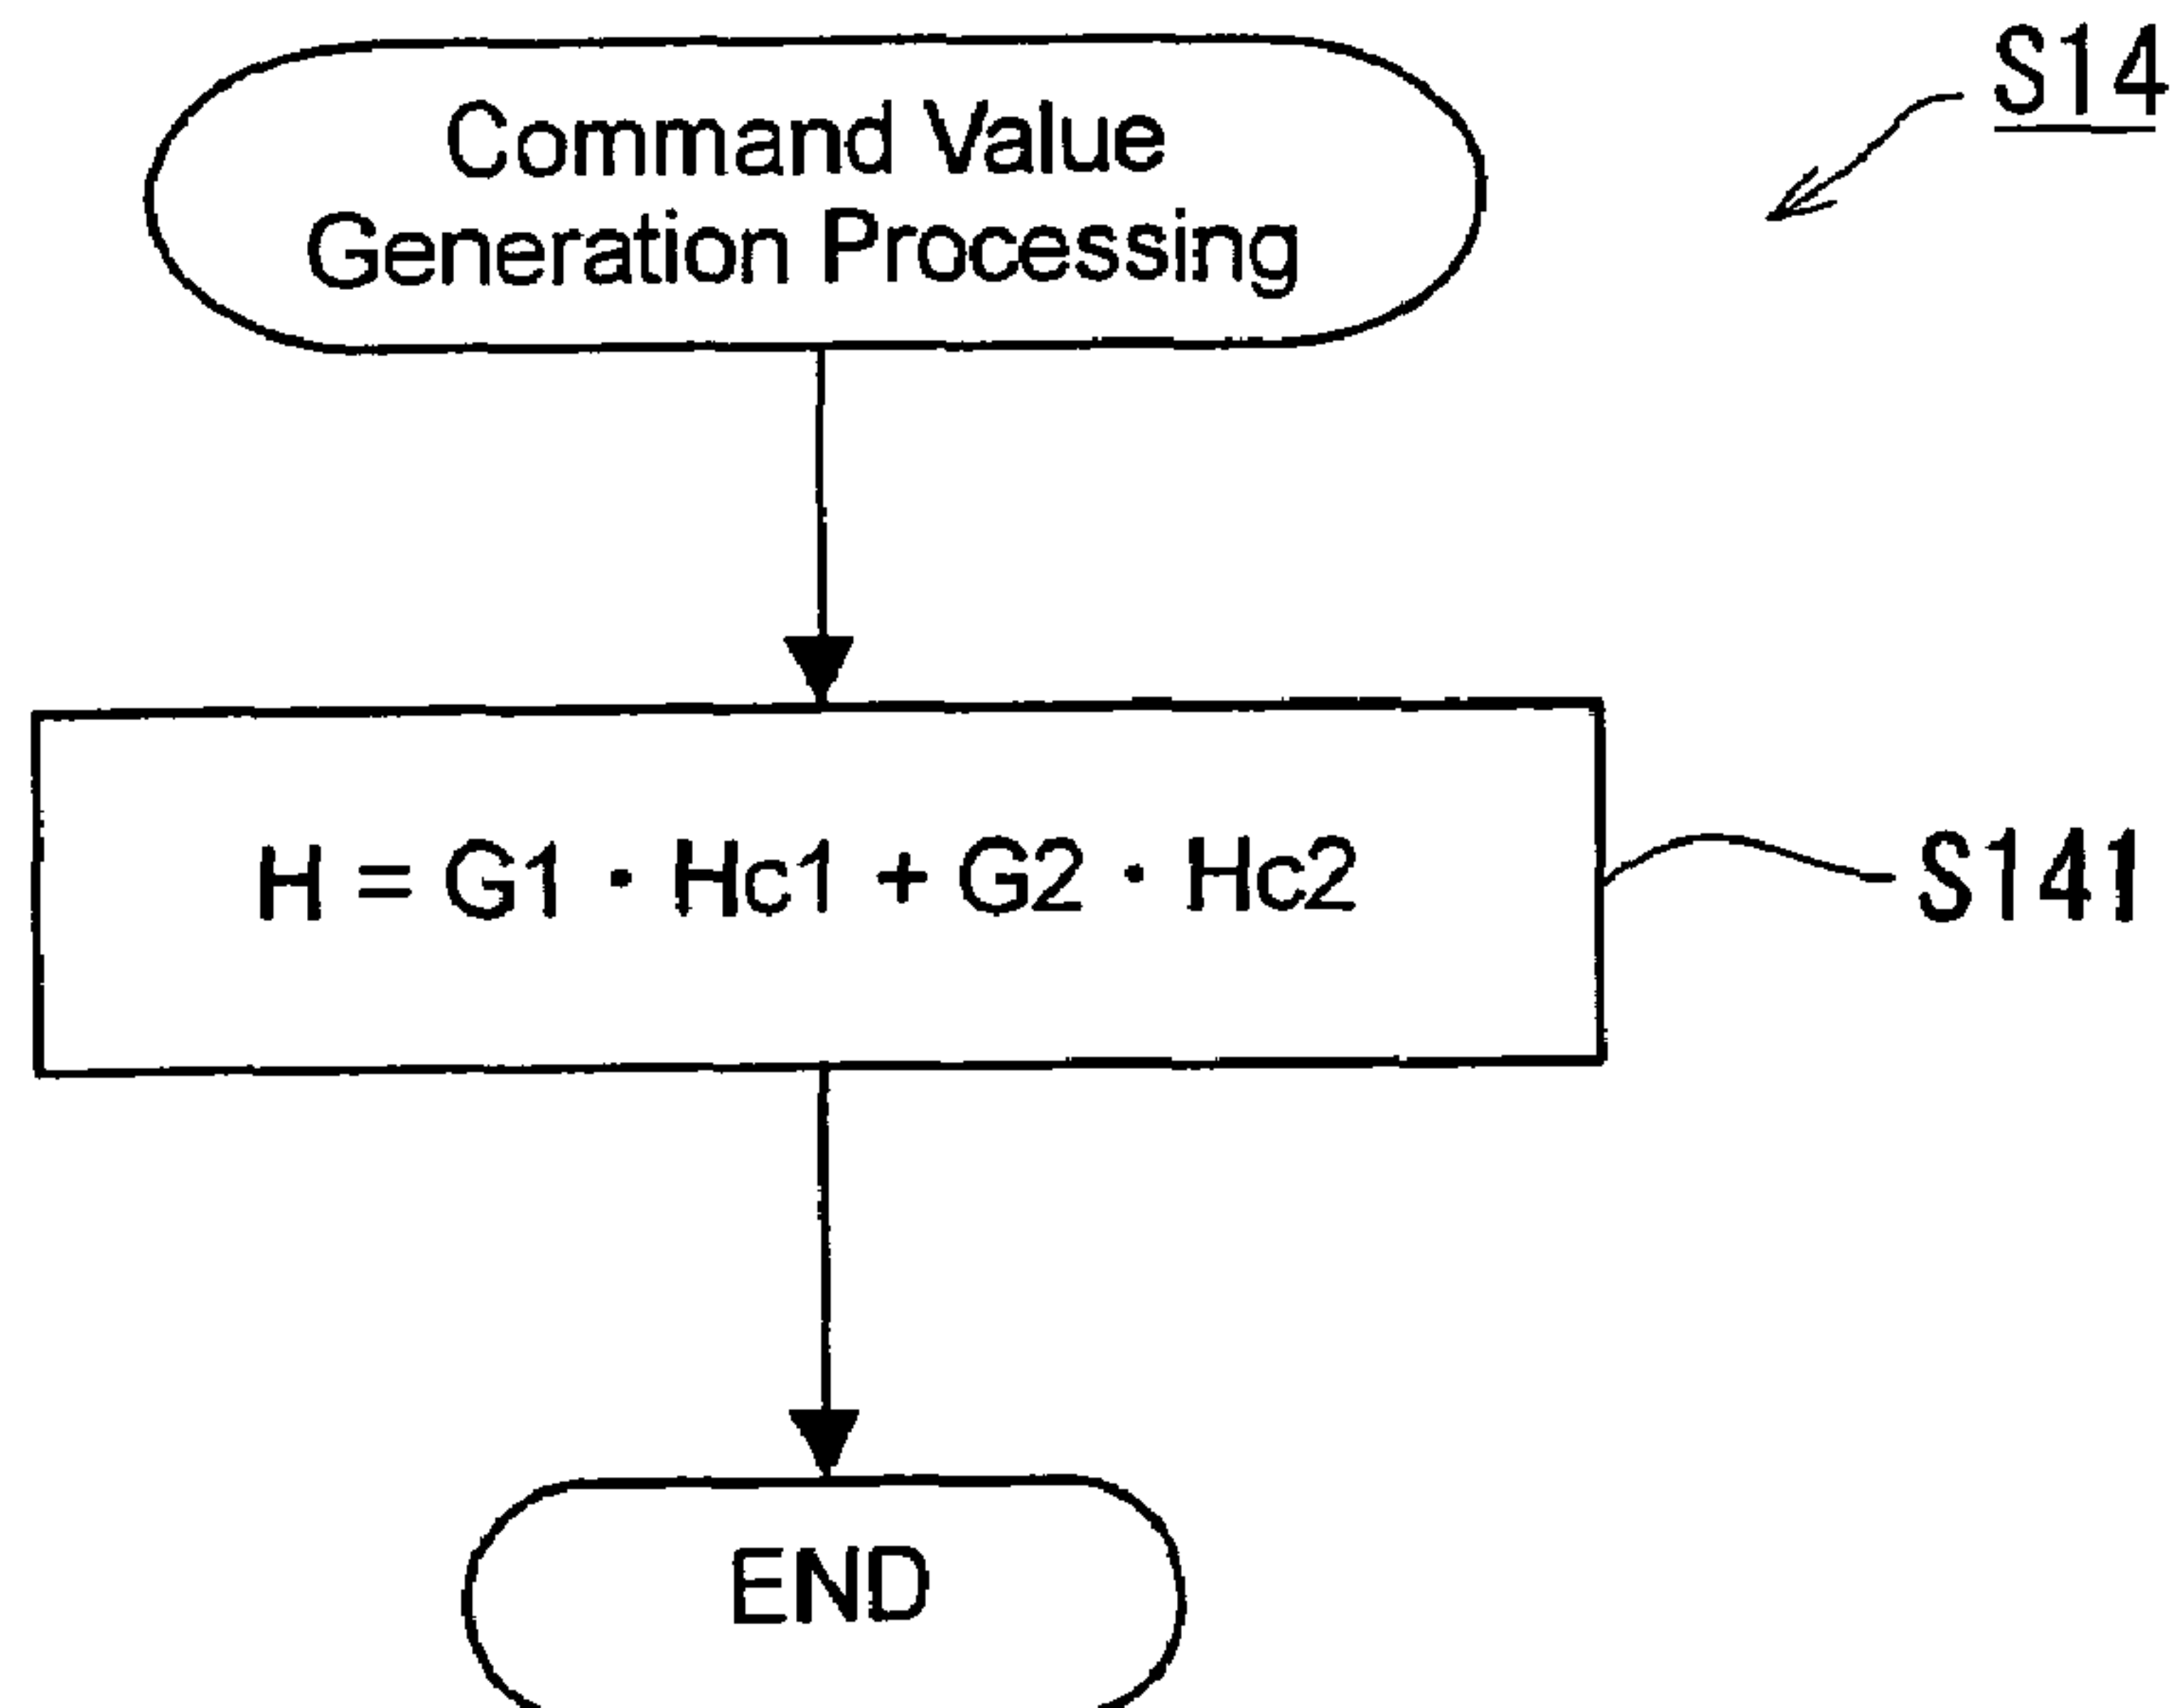 S14
Command Value
Generation Processing
H = G1 · Hc1 + G2 · Hc2
S141
END